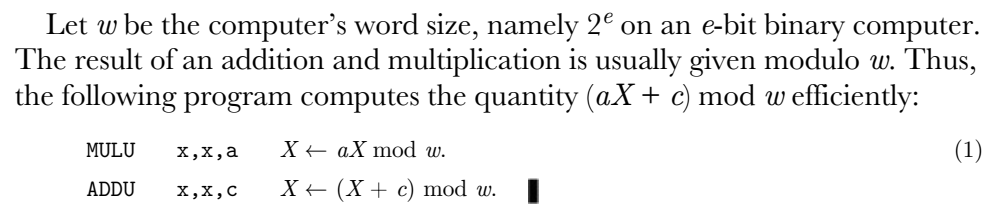 Let w be the computer's word size, namely 2^e on an e-bit binary computer.
The result of an addition and multiplication is usually given modulo w. Thus,
the following program computes the quantity (aX + c) mod w efficiently:
MULU x,x,a X ← aX mod w. (1)
ADDU x,x,c X ← (X + c) mod w. ▮